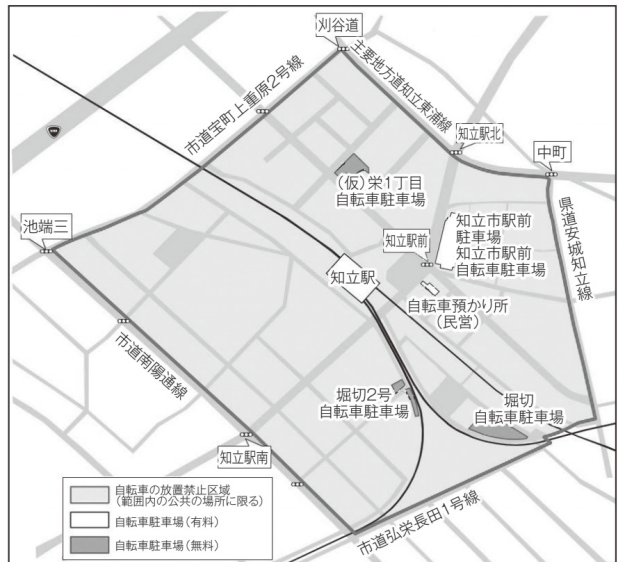 刈谷道
主要地方道知立東浦線
市道宝町上重原2号線
知立駅北
中町
(仮)栄1丁目
自転車駐車場
池端三
知立駅前
知立市駅前
駐車場
知立市駅前
自転車駐車場
県道安城知立線
知立駅
自転車預かり所
(民営)
市道南陽通線
堀切2号
自転車駐車場
堀切
自転車駐車場
知立駅南
市道弘栄長田1号線
自転車の放置禁止区域
(範囲内の公共の場所に限る)
自転車駐車場(有料)
自転車駐車場(無料)